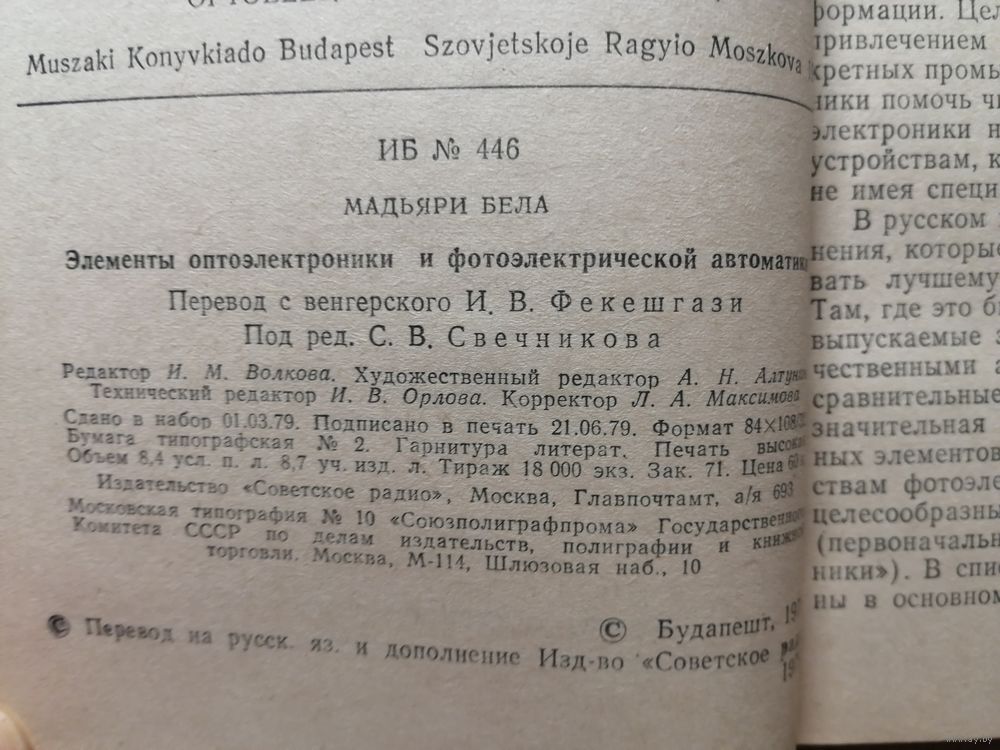 Muszaki Konyvkiado Budapest Szovjetskoje Ragyio Moszkova
ИБ № 446
МАДЬЯРИ БЕЛА
Элементы оптоэлектроники и фотоэлектрической автоматик
Перевод с венгерского И. В. Фекешгази
Под ред. С. В. Свечникова
Редактор И. М. Волкова. Художественный редактор А. Н. Алтун
Технический редактор И. В. Орлова. Корректор Л. А. Максимова
Сдано в набор 01.03.79. Подписано в печать 21.06.79. Формат 84×108/
Бумага типографская № 2. Гарнитура литерат. Печать высокая
Объем 8,4 усл. п. л. 8,7 уч. изд. л. Тираж 18 000 экз. Зак. 71. Цена 60 к
Издательство «Советское радио», Москва, Главпочтамт, а/я 693
Московская типография № 10 «Союзполиграфпрома» Государственного
Комитета СССР по делам издательств, полиграфии и книжной
торговли. Москва, М-114, Шлюзовая наб., 10
© Будапешт, 19
© Перевод на русск. яз. и дополнение Изд-во «Советское рад
19
формации. Цел
привлечением
кретных промы
ники помочь чи
электроники н
устройствам, к
не имея специ
В русском
нения, которые
вать лучшему
Там, где это б
выпускаемые
чественными а
сравнительные
значительная
ных элементов
ствам фотоэле
целесообразны
(первоначальн
ники»). В спис
ны в основном